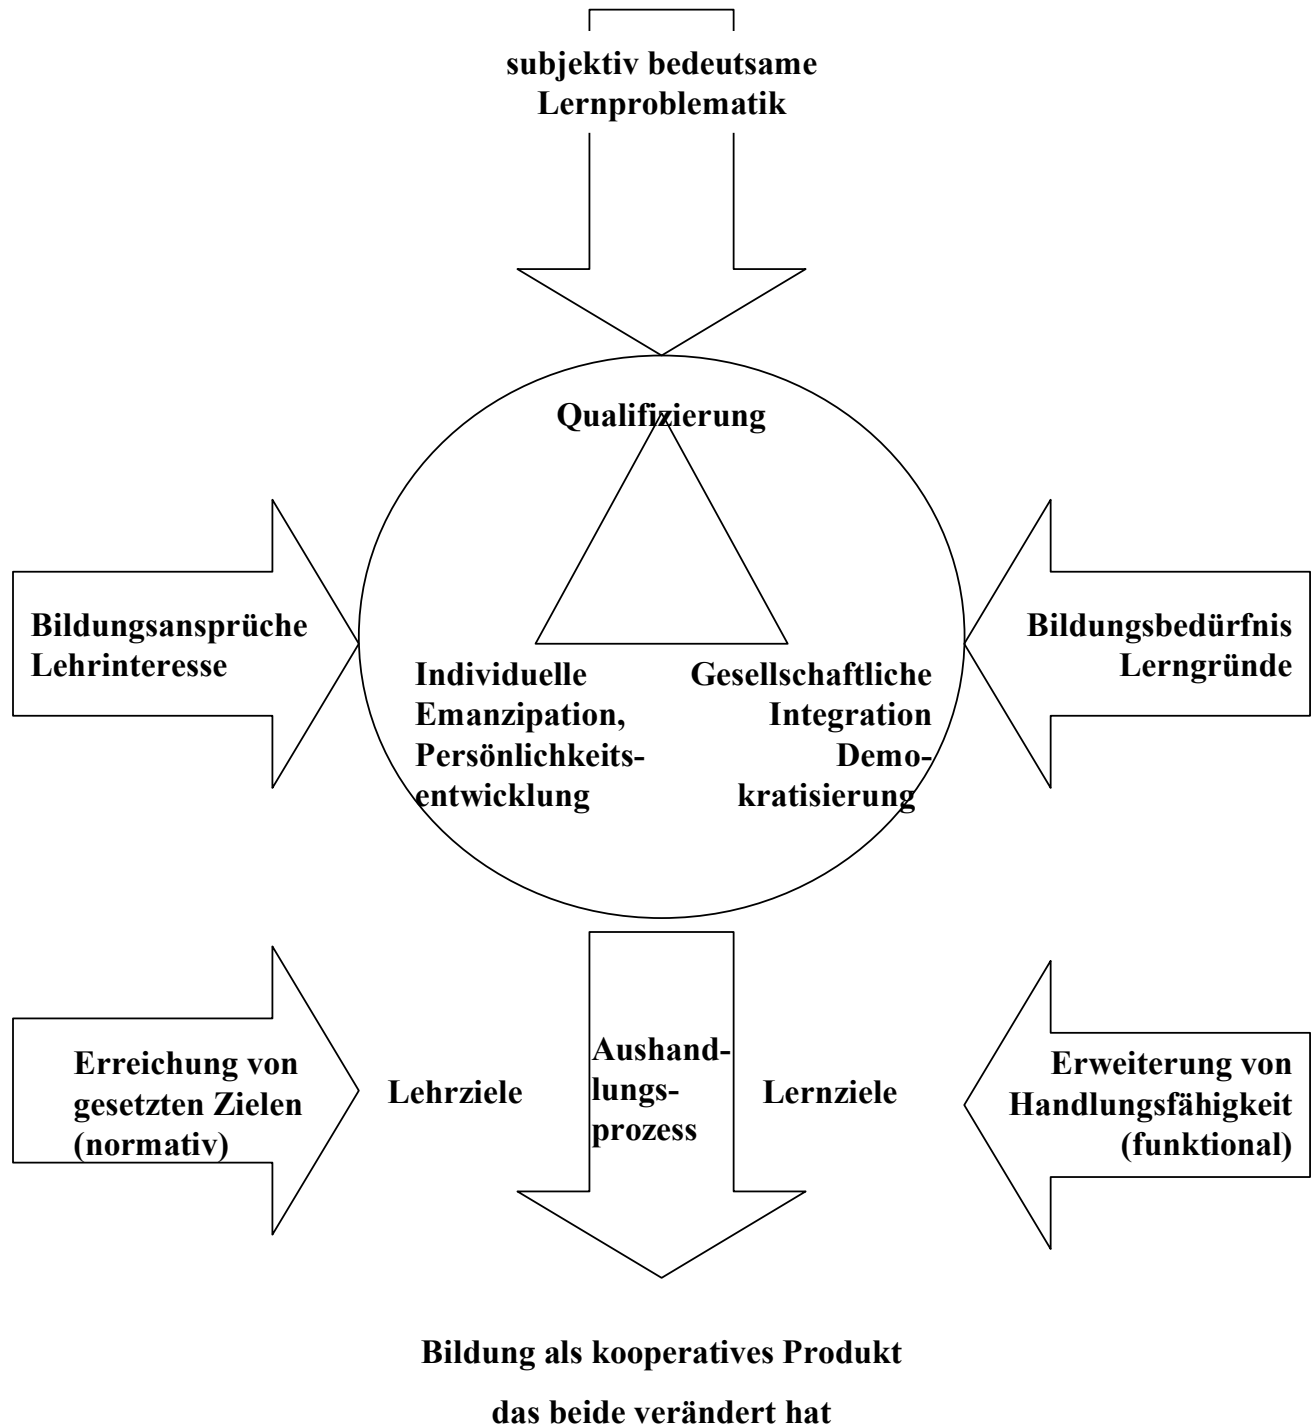 subjektiv bedeutsame
Lernproblematik
Qualifizierung
Bildungsansprüche
Lehrinteresse
Bildungsbedürfnis
Lerngründe
Individuelle
Emanzipation,
Persönlichkeits-
entwicklung
Gesellschaftliche
Integration
Demo-
kratisierung
Erreichung von
gesetzten Zielen
(normativ)
Lehrziele
Aushand-
lungs-
prozess
Lernziele
Erweiterung von
Handlungsfähigkeit
(funktional)
Bildung als kooperatives Produkt
das beide verändert hat